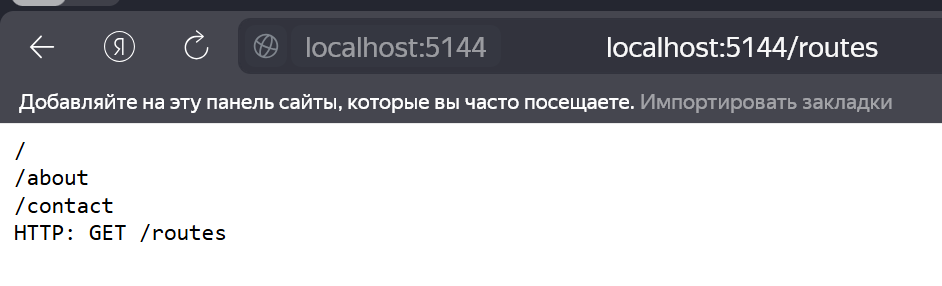 Я localhost:5144 localhost:5144/routes
Добавляйте на эту панель сайты, которые вы часто посещаете. Импортировать закладки
/
/about
/contact
HTTP: GET /routes